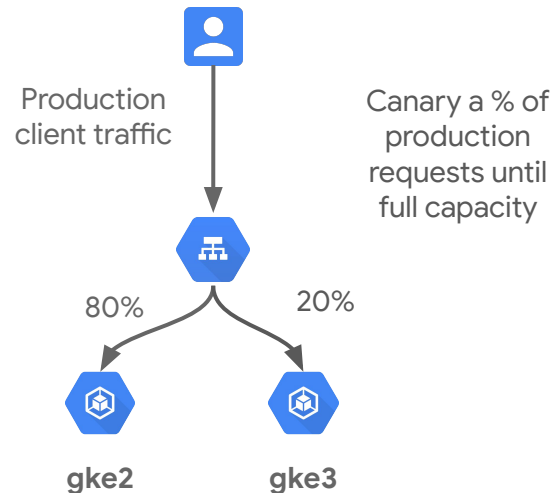 Production
client traffic
Canary a % of
production
requests until
full capacity
80%
20%
gke2
gke3